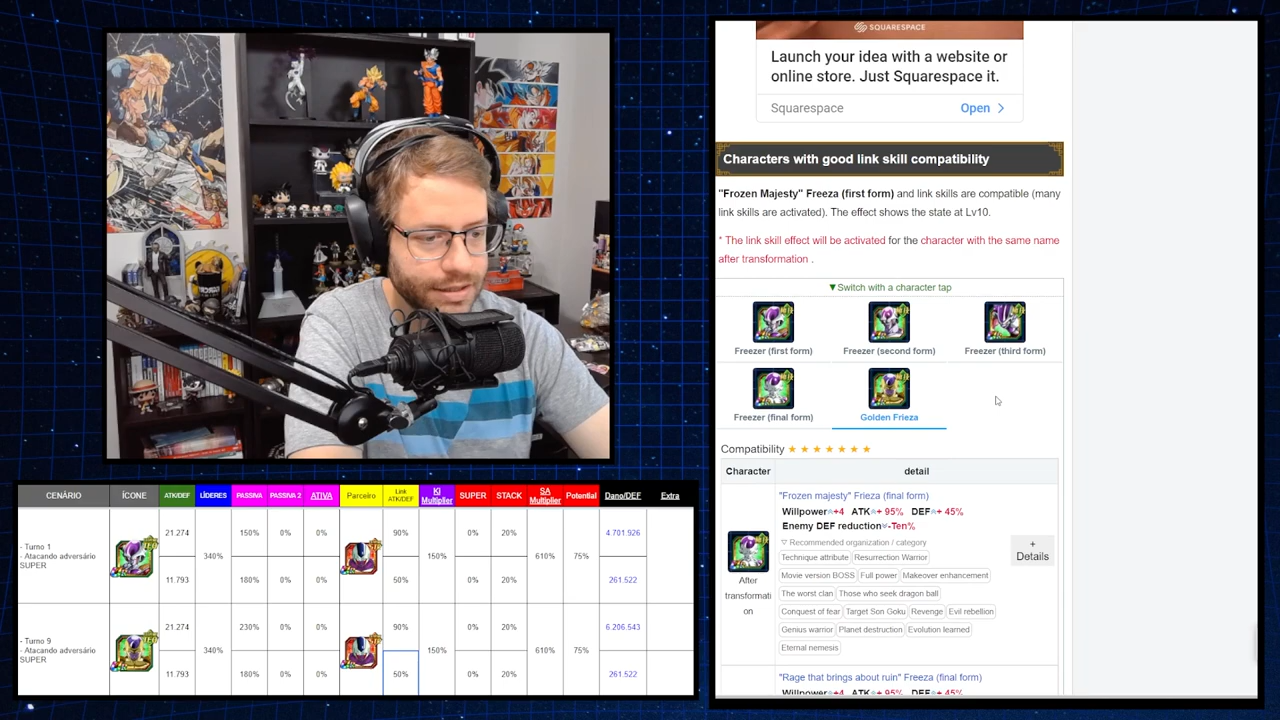 SQUARESPACE
Launch your idea with a website or
online store. Just Squarespace it.
Squarespace
Open
Characters with good link skill compatibility
"Frozen Majesty" Freeza (first form) and link skills are compatible (many
link skills are activated). The effect shows the state at Lv10.
* The link skill effect will be activated for the character with the same name
after transformation .
▼Switch with a character tap
Freezer (first form) Freezer (second form) Freezer (third form)
Freezer (final form) Golden Frieza
Compatibility ★ ★ ★ ★ ★ ★ ★
Character detail
"Frozen majesty" Frieza (final form)
Willpower +4 ATK + 95% DEF + 45%
Enemy DEF reduction -Ten%
▽ Recommended organization / category
Technique attribute Resurrection Warrior
Movie version BOSS Full power Makeover enhancement
The worst clan Those who seek dragon ball
Conquest of fear Target Son Goku Revenge Evil rebellion
Genius warrior Planet destruction Evolution learned
Eternal nemesis
After
transformati
on
+
Details
"Rage that brings about ruin" Freeza (final form)
Willpower +4 ATK + 95% DEF + 45%
CENÁRIO ÍCONE ATK/DEF LÍDERES PASSIVA PASSIVA 2 ATIVA Parceiro Link ATK/DEF KI Multiplier SUPER STACK SA Multiplier Potential Dano/DEF Extra
- Turno 1
- Atacando adversário
SUPER
21.274 150% 0% 0% 90% 0% 20% 4.701.926
340% 150% 610% 75%
11.793 180% 0% 0% 50% 0% 20% 261.522
- Turno 9
- Atacando adversário
SUPER
21.274 230% 0% 0% 90% 0% 20% 6.206.543
340% 150% 610% 75%
11.793 180% 0% 0% 50% 0% 20% 261.522